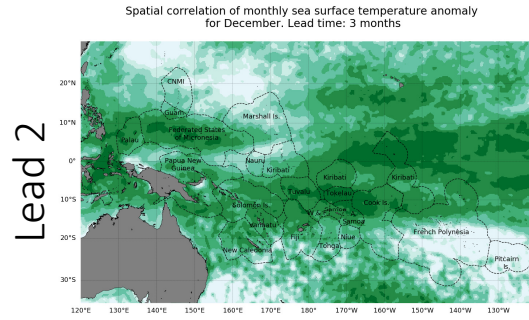 Spatial correlation of monthly sea surface temperature anomaly
for December. Lead time: 3 months
Lead 2
20°N
10°N
0°
10°S
20°S
30°S
CNMI
Guam
Marshall Is.
Palau
Federated States
of Micronesia
Papua New
Guinea
Nauru
Kiribati
Kiribati
Kiribati
Tuvalu
Tokelau
Solomon Is.
Cook Is.
W & F
Samoa
Vanuatu
Fiji
Niue
Tonga
New Caledonia
French Polynesia
Pitcairn
Is.
120°E
130°E
140°E
150°E
160°E
170°E
180°
170°W
160°W
150°W
140°W
130°W